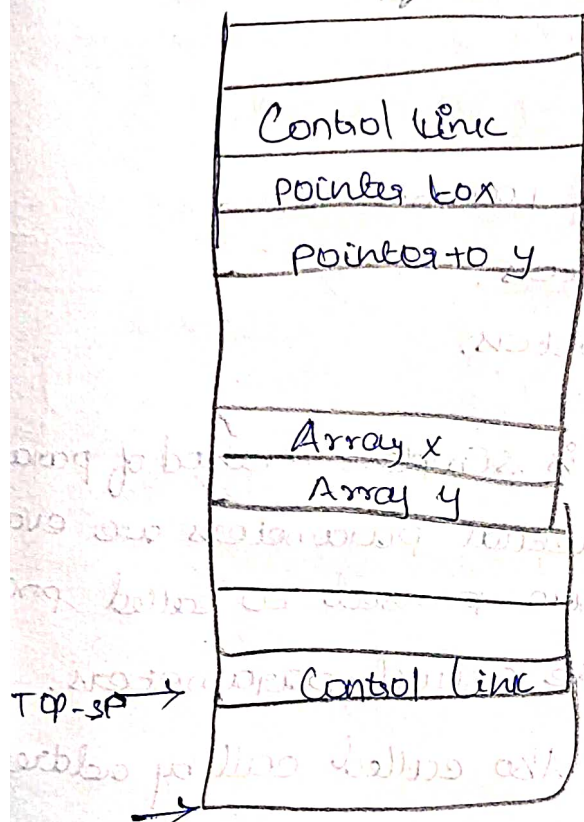 Control Link
pointer to x
pointer to y
Array x
Array y
Control Link
TOP-SP